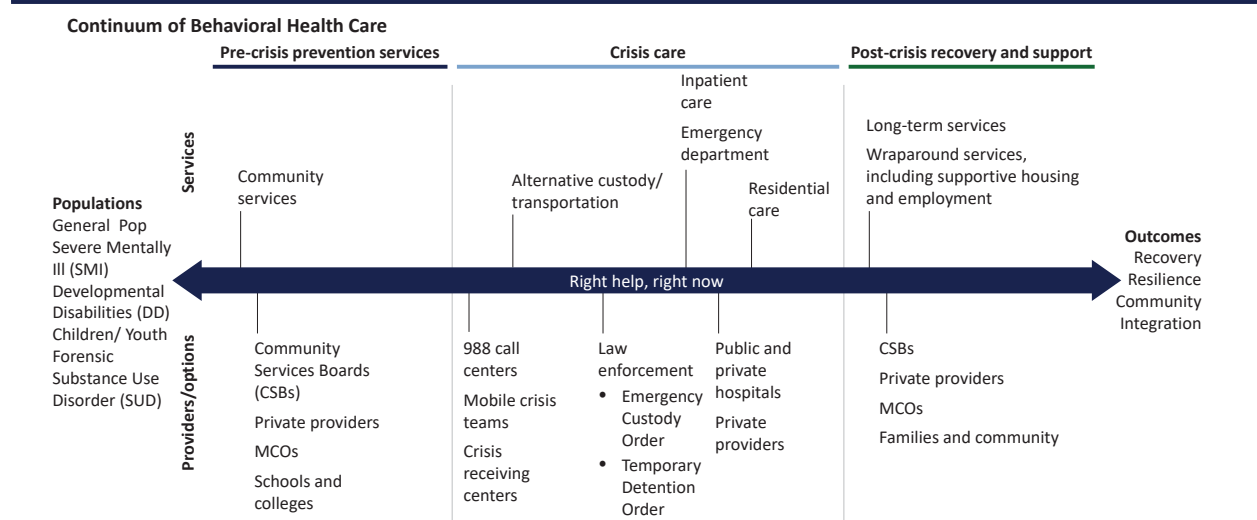 Continuum of Behavioral Health Care
Pre-crisis prevention services
Crisis care
Post-crisis recovery and support
Services
Community
services
Alternative custody/
transportation
Inpatient
care
Emergency
department
Residential
care
Long-term services
Wraparound services,
including supportive housing
and employment
Populations
General Pop
Severe Mentally
Ill (SMI)
Developmental
Disabilities (DD)
Children/ Youth
Forensic
Substance Use
Disorder (SUD)
Right help, right now
Outcomes
Recovery
Resilience
Community
Integration
Providers/options
Community
Services Boards
(CSBs)
Private providers
MCOs
Schools and
colleges
988 call
centers
Mobile crisis
teams
Crisis
receiving
centers
Law
enforcement
• Emergency
Custody
Order
• Temporary
Detention
Order
Public and
private
hospitals
Private
providers
CSBs
Private providers
MCOs
Families and community